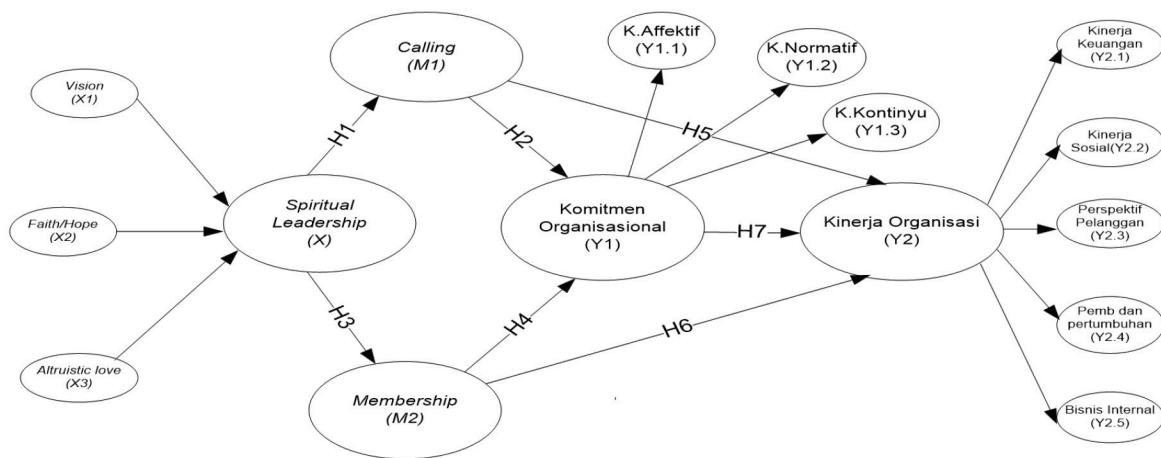 Vision
(X1)
Faith/Hope
(X2)
Altruistic love
(X3)
Spiritual
Leadership
(X)
H1
H3
Calling
(M1)
H2
H5
Membership
(M2)
H4
H6
Komitmen
Organisasional
(Y1)
H7
K.Affektif
(Y1.1)
K.Normatif
(Y1.2)
K.Kontinyu
(Y1.3)
Kinerja Organisasi
(Y2)
Kinerja
Keuangan
(Y2.1)
Kinerja
Sosial(Y2.2)
Perspektif
Pelanggan
(Y2.3)
Pemb dan
pertumbuhan
(Y2.4)
Bisnis Internal
(Y2.5)